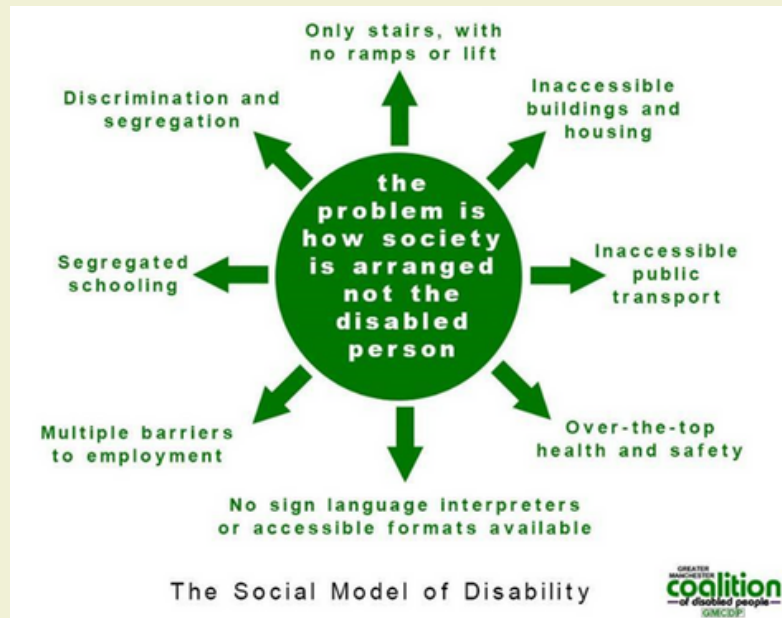 Only stairs, with
no ramps or lift
Discrimination and
segregation
Inaccessible
buildings and
housing
the
problem is
how society
is arranged
not the
disabled
person
Segregated
schooling
Inaccessible
public
transport
Multiple barriers
to employment
Over-the-top
health and safety
No sign language interpreters
or accessible formats available
The Social Model of Disability
GREATER
MANCHESTER
coalition
of disabled people
GMCDP